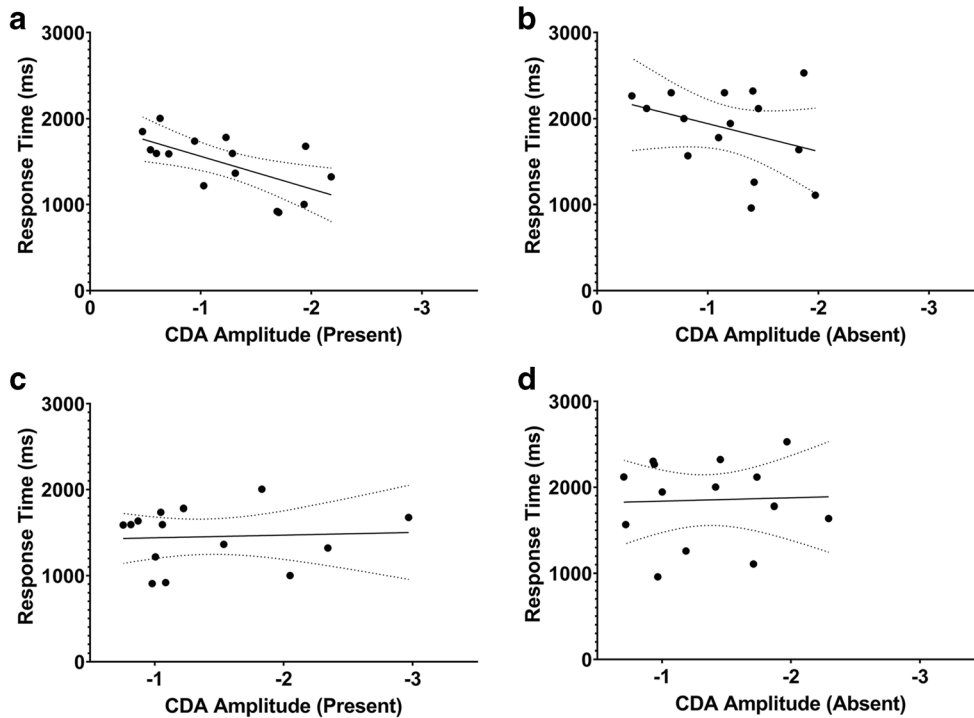 a
3000
2000
1000
0
Response Time (ms)
0 -1 -2 -3
CDA Amplitude (Present)
b
3000
2000
1000
0
Response Time (ms)
0 -1 -2 -3
CDA Amplitude (Absent)
c
3000
2000
1000
0
Response Time (ms)
-1 -2 -3
CDA Amplitude (Present)
d
3000
2000
1000
0
Response Time (ms)
-1 -2 -3
CDA Amplitude (Absent)